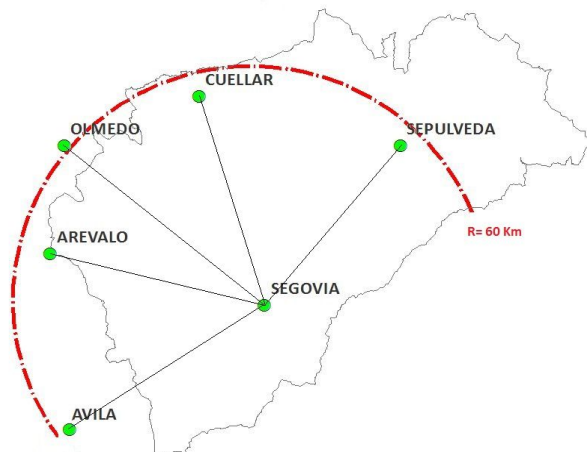 CUELLAR
OLMEDO
SEPULVEDA
AREVALO
R= 60 Km
SEGOVIA
AVILA